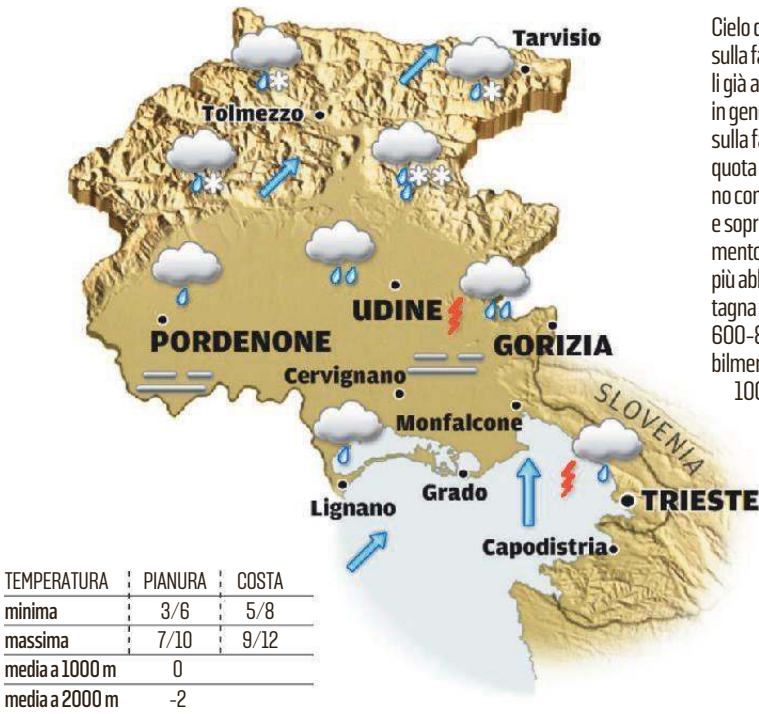 Tarvisio
Tolmezzo
UDINE
PORDENONE
GORIZIA
Cervignano
Monfalcone
SLOVENIA
Lignano
Grado
TRIESTE
Capodistria
TEMPERATURA PIANURA COSTA
minima 3/6 5/8
massima 7/10 9/12
media a 1000 m 0
media a 2000 m -2
Cielo c
sulla fa
li già a
in gene
sulla fa
quota
no con
e sopr
mento
più abb
tagna
600-8
bilmen
100